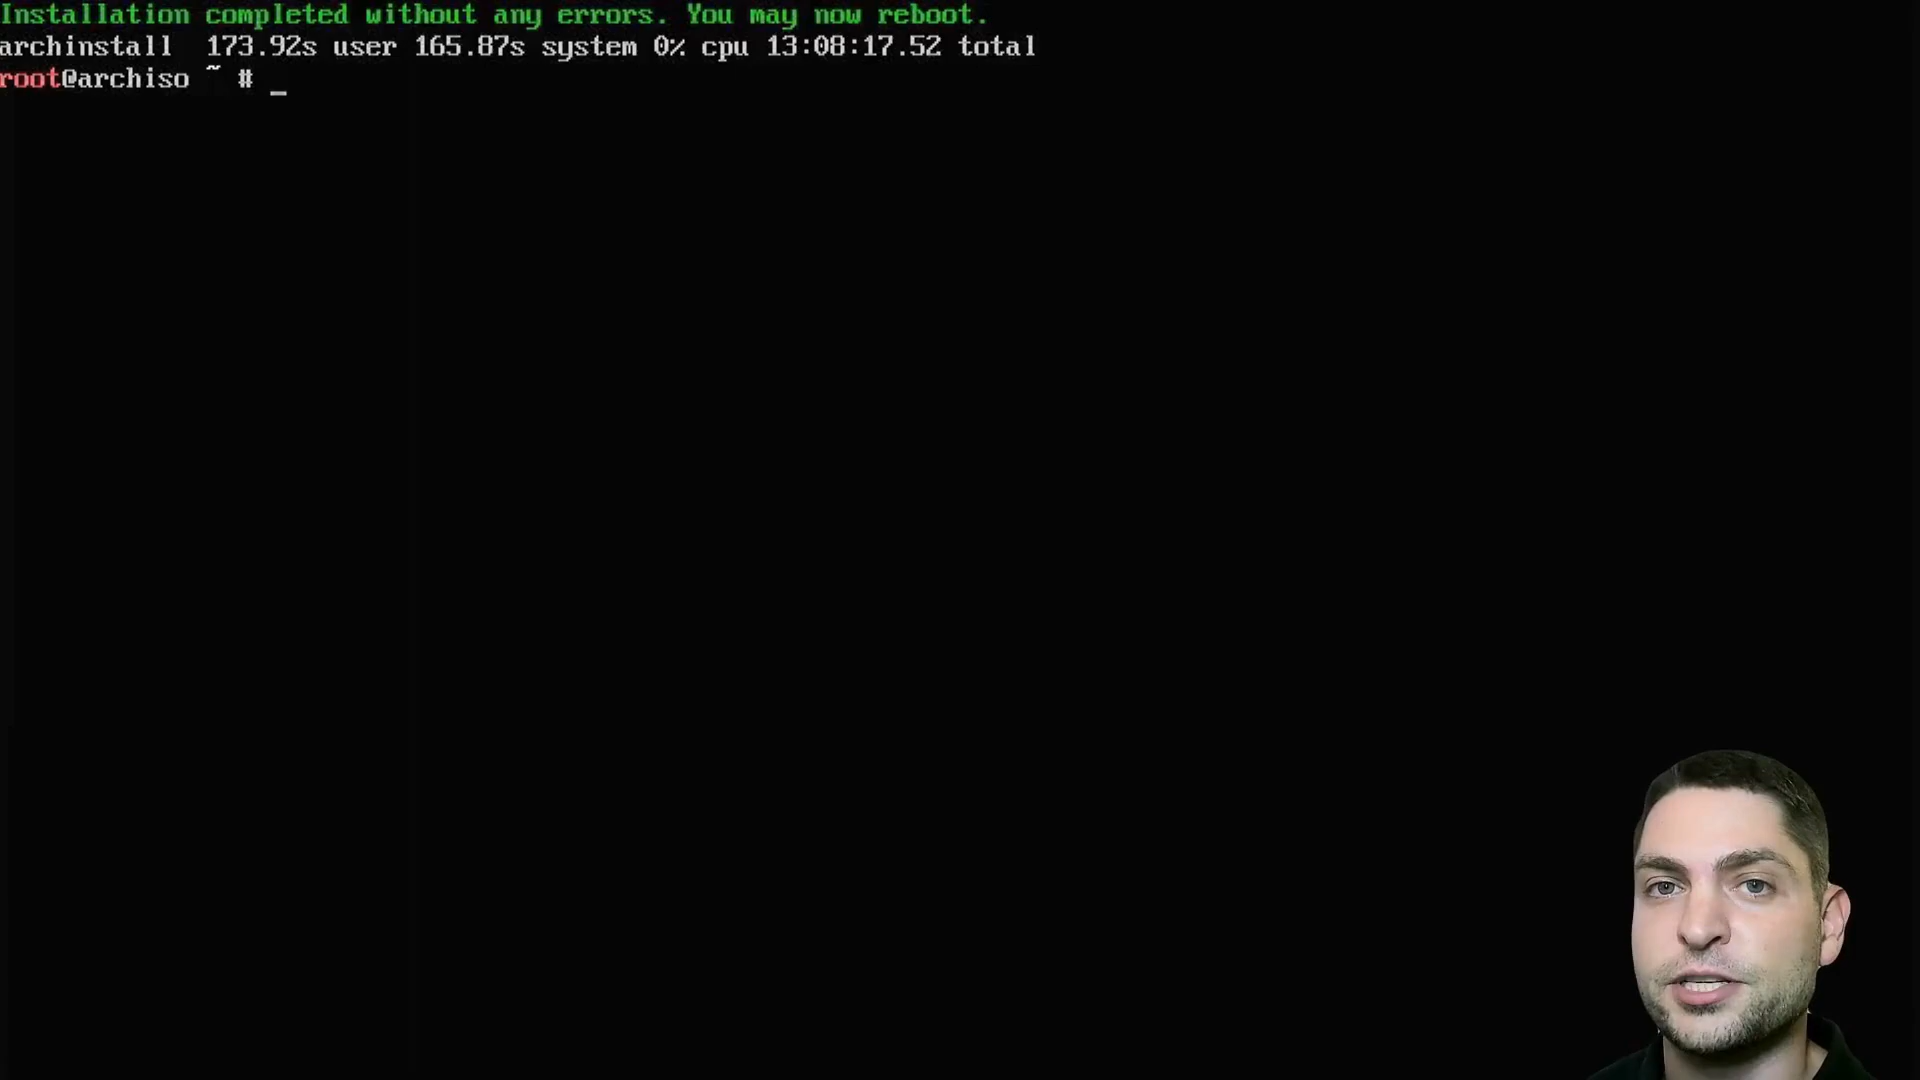 Installation completed without any errors. You may now reboot.
archinstall  173.92s user 165.87s system 0% cpu 13:08:17.52 total
root@archiso ~ # _